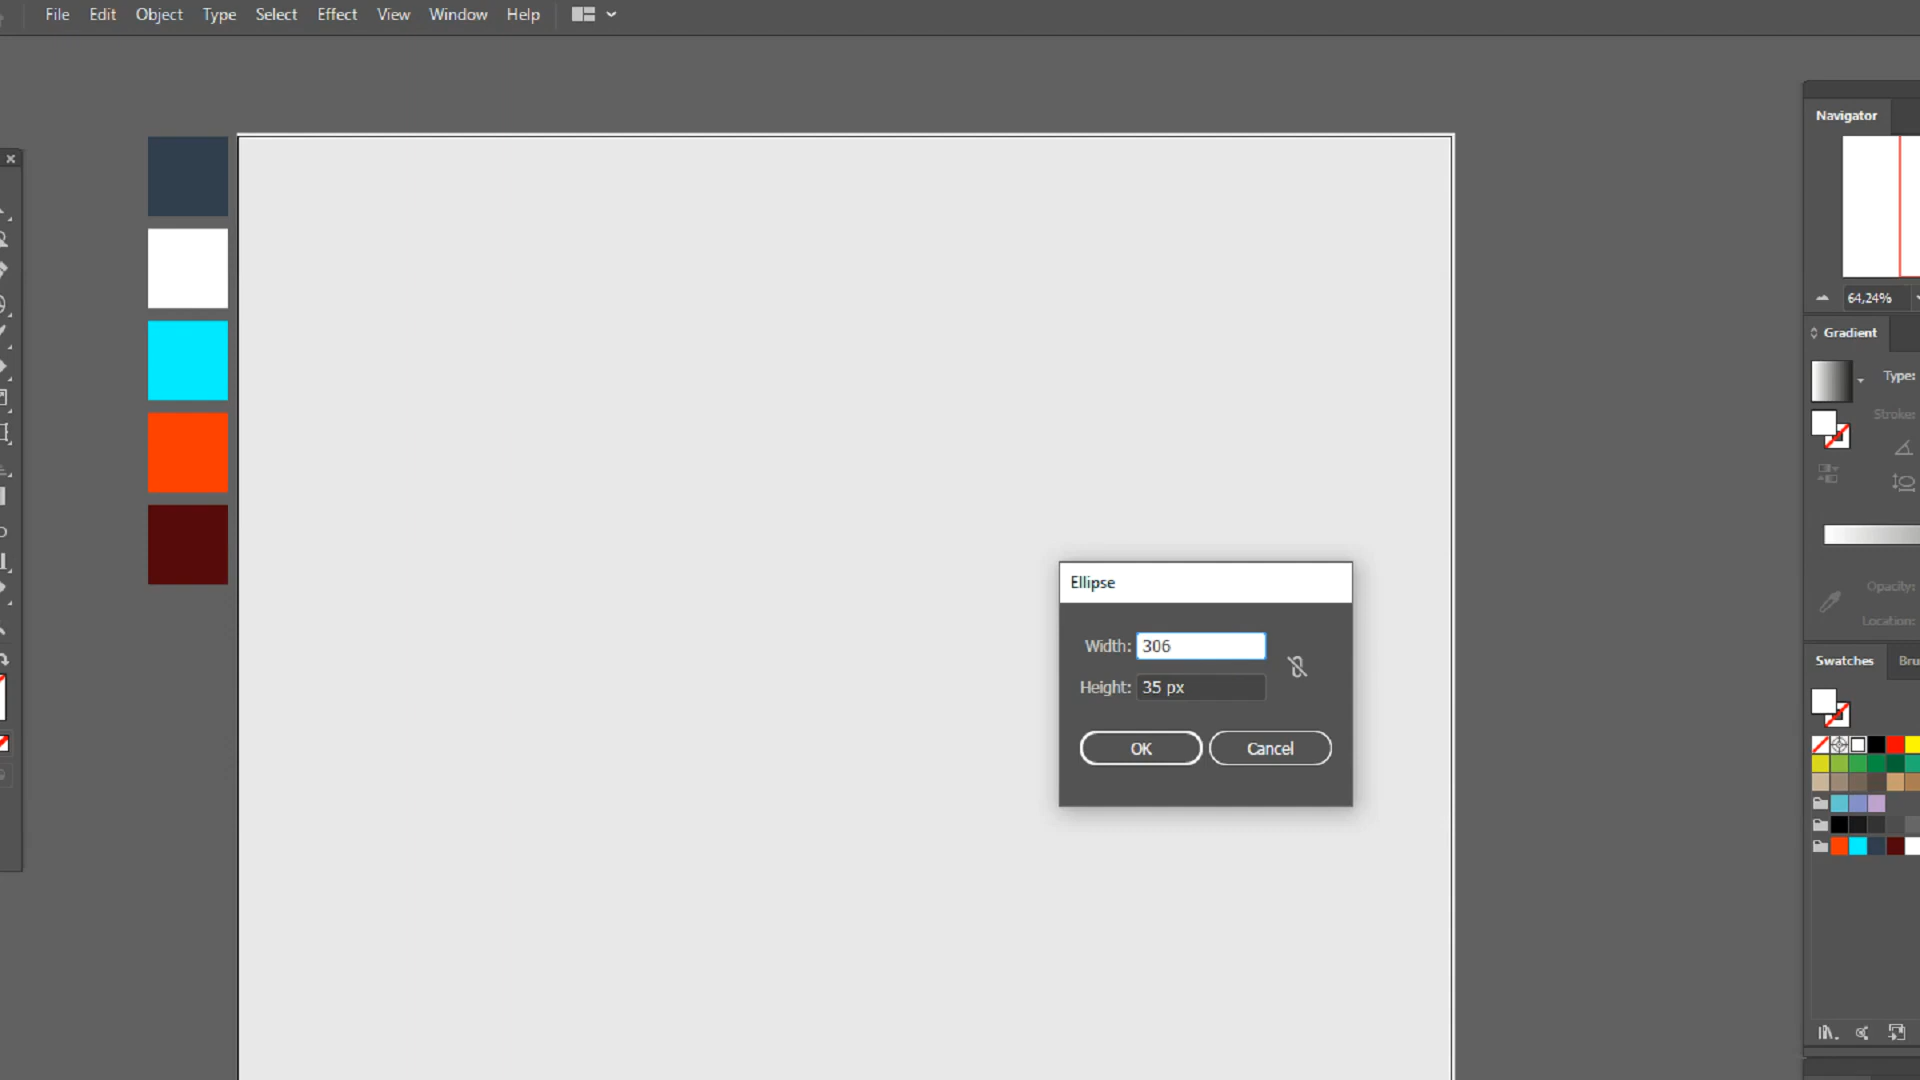 File Edit Object Type Select Effect View Window Help
Navigator
64,24%
Gradient
Type:
Stroke:
Opacity:
Location:
Ellipse
Width: 306
Height: 35 px
OK Cancel
Swatches Bru